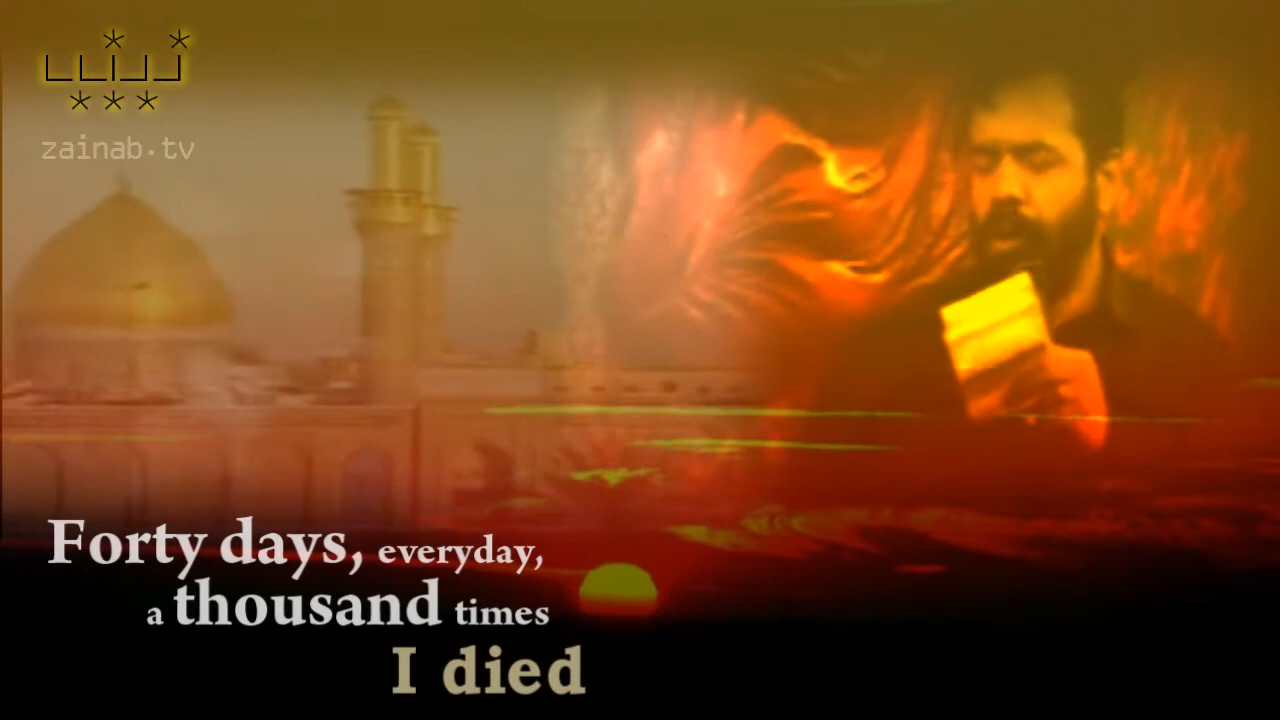 zainab.tv
Forty days, everyday,
a thousand times
I died